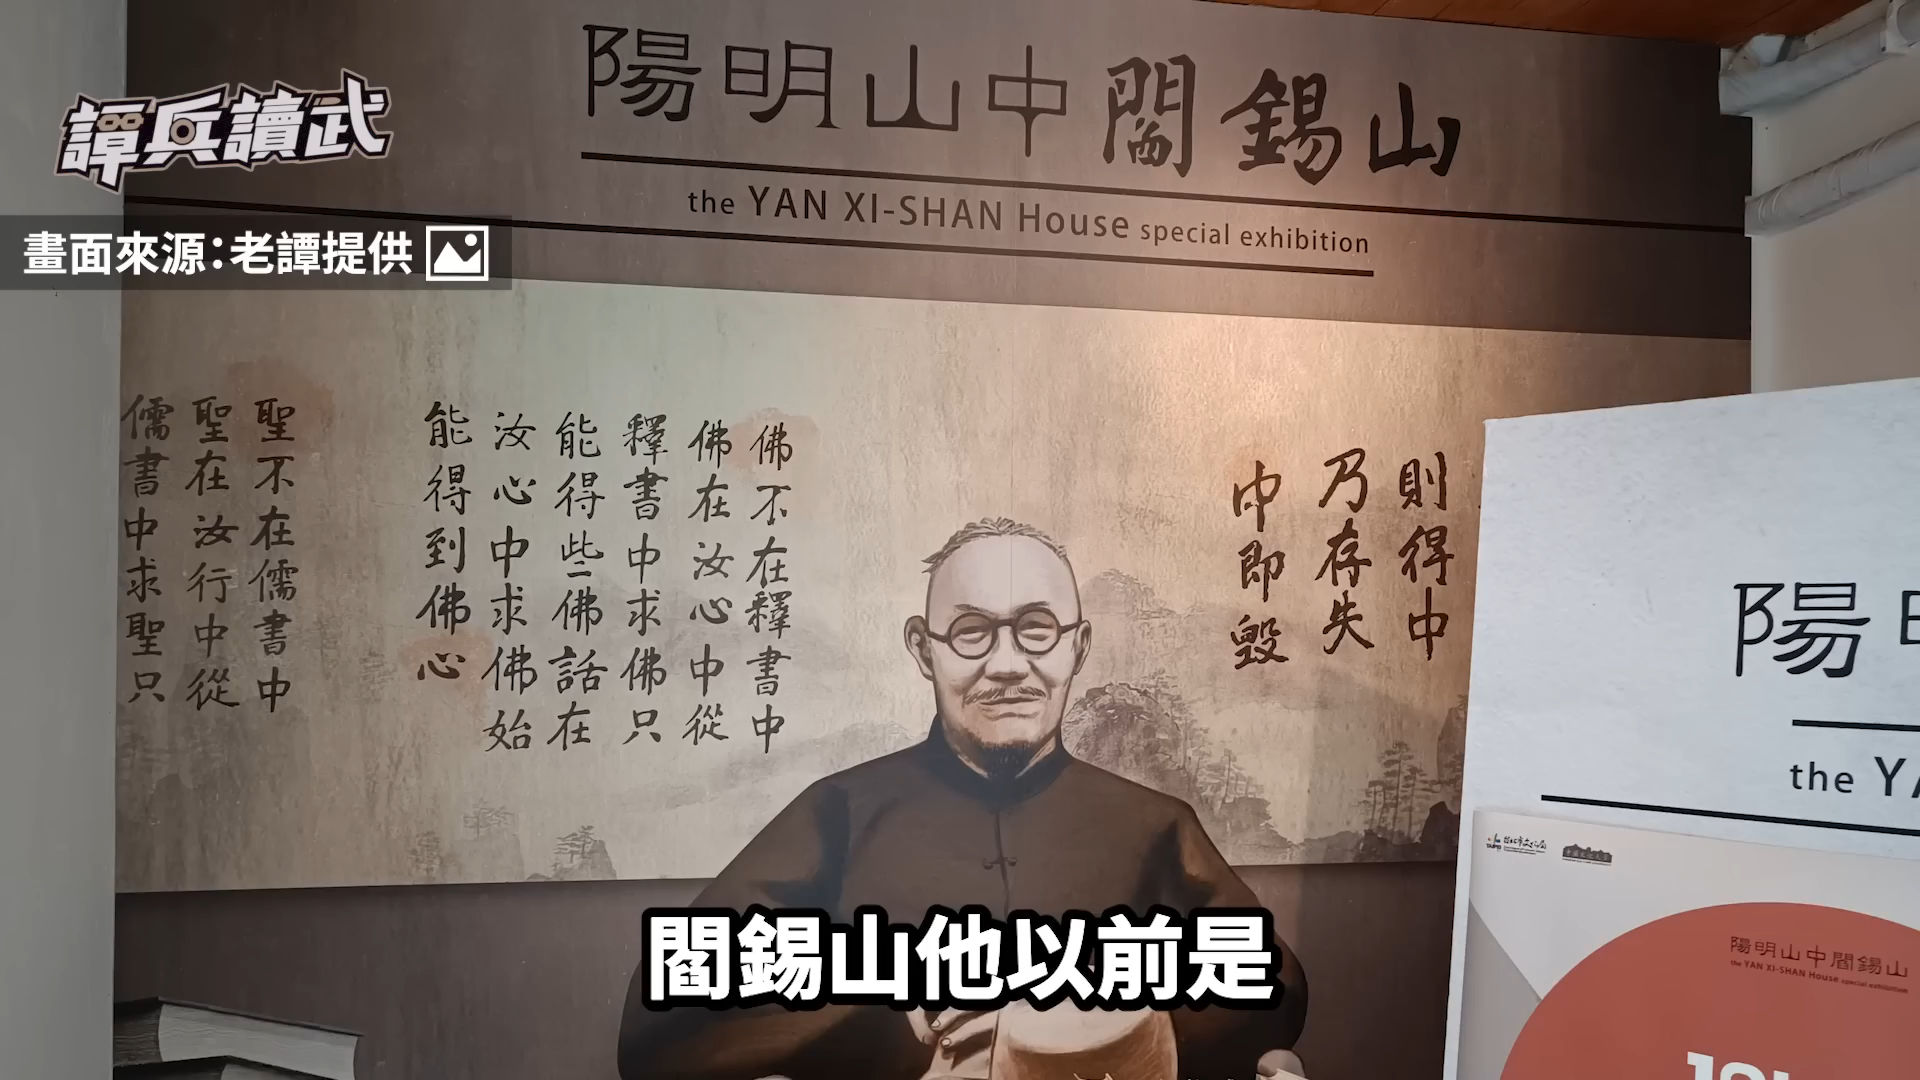 譚兵讀武
畫面來源：老譚提供
陽明山中閻錫山
the YAN XI-SHAN House special exhibition
則得中
乃存失
中即毀
佛不在釋書中
佛在汝心中從
釋書中求佛只
能得些佛話在
汝心中求佛始
能得到佛心
聖不在儒書中
聖在汝行中從
儒書中求聖只
陽明
the YA
陽明山中閻錫山
the YAN XI-SHAN House special exhibition
閻錫山他以前是